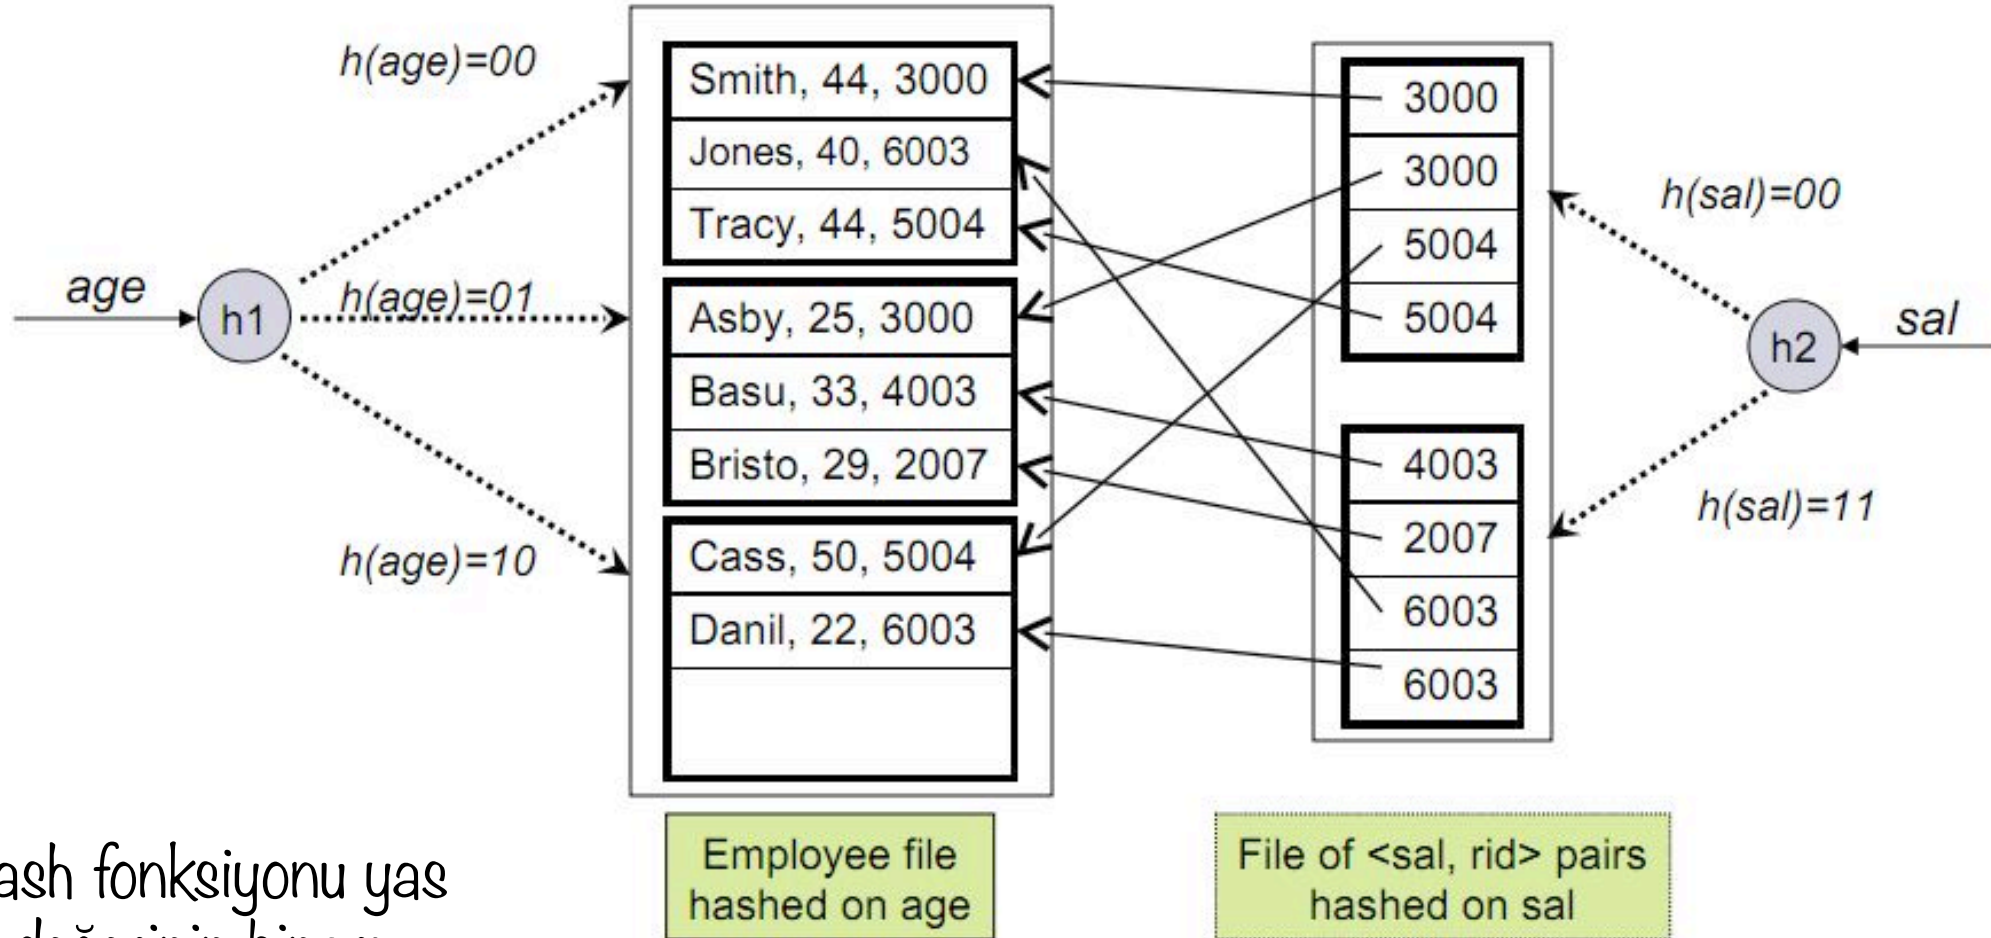 h(age)=00
age
h1
h(age)=01
h(age)=10
Smith, 44, 3000
Jones, 40, 6003
Tracy, 44, 5004
Asby, 25, 3000
Basu, 33, 4003
Bristo, 29, 2007
Cass, 50, 5004
Danil, 22, 6003
3000
3000
5004
5004
4003
2007
6003
6003
h(sal)=00
h2
sal
h(sal)=11
Employee file
hashed on age
File of <sal, rid> pairs
hashed on sal
ash fonksiyonu yas